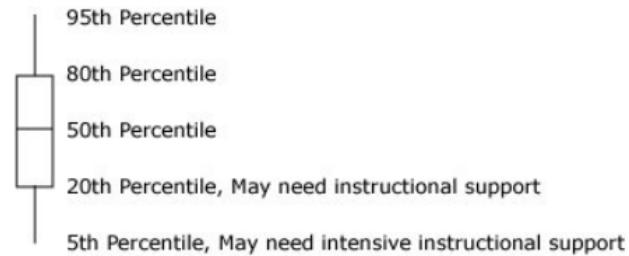 95th Percentile
80th Percentile
50th Percentile
20th Percentile, May need instructional support
5th Percentile, May need intensive instructional support